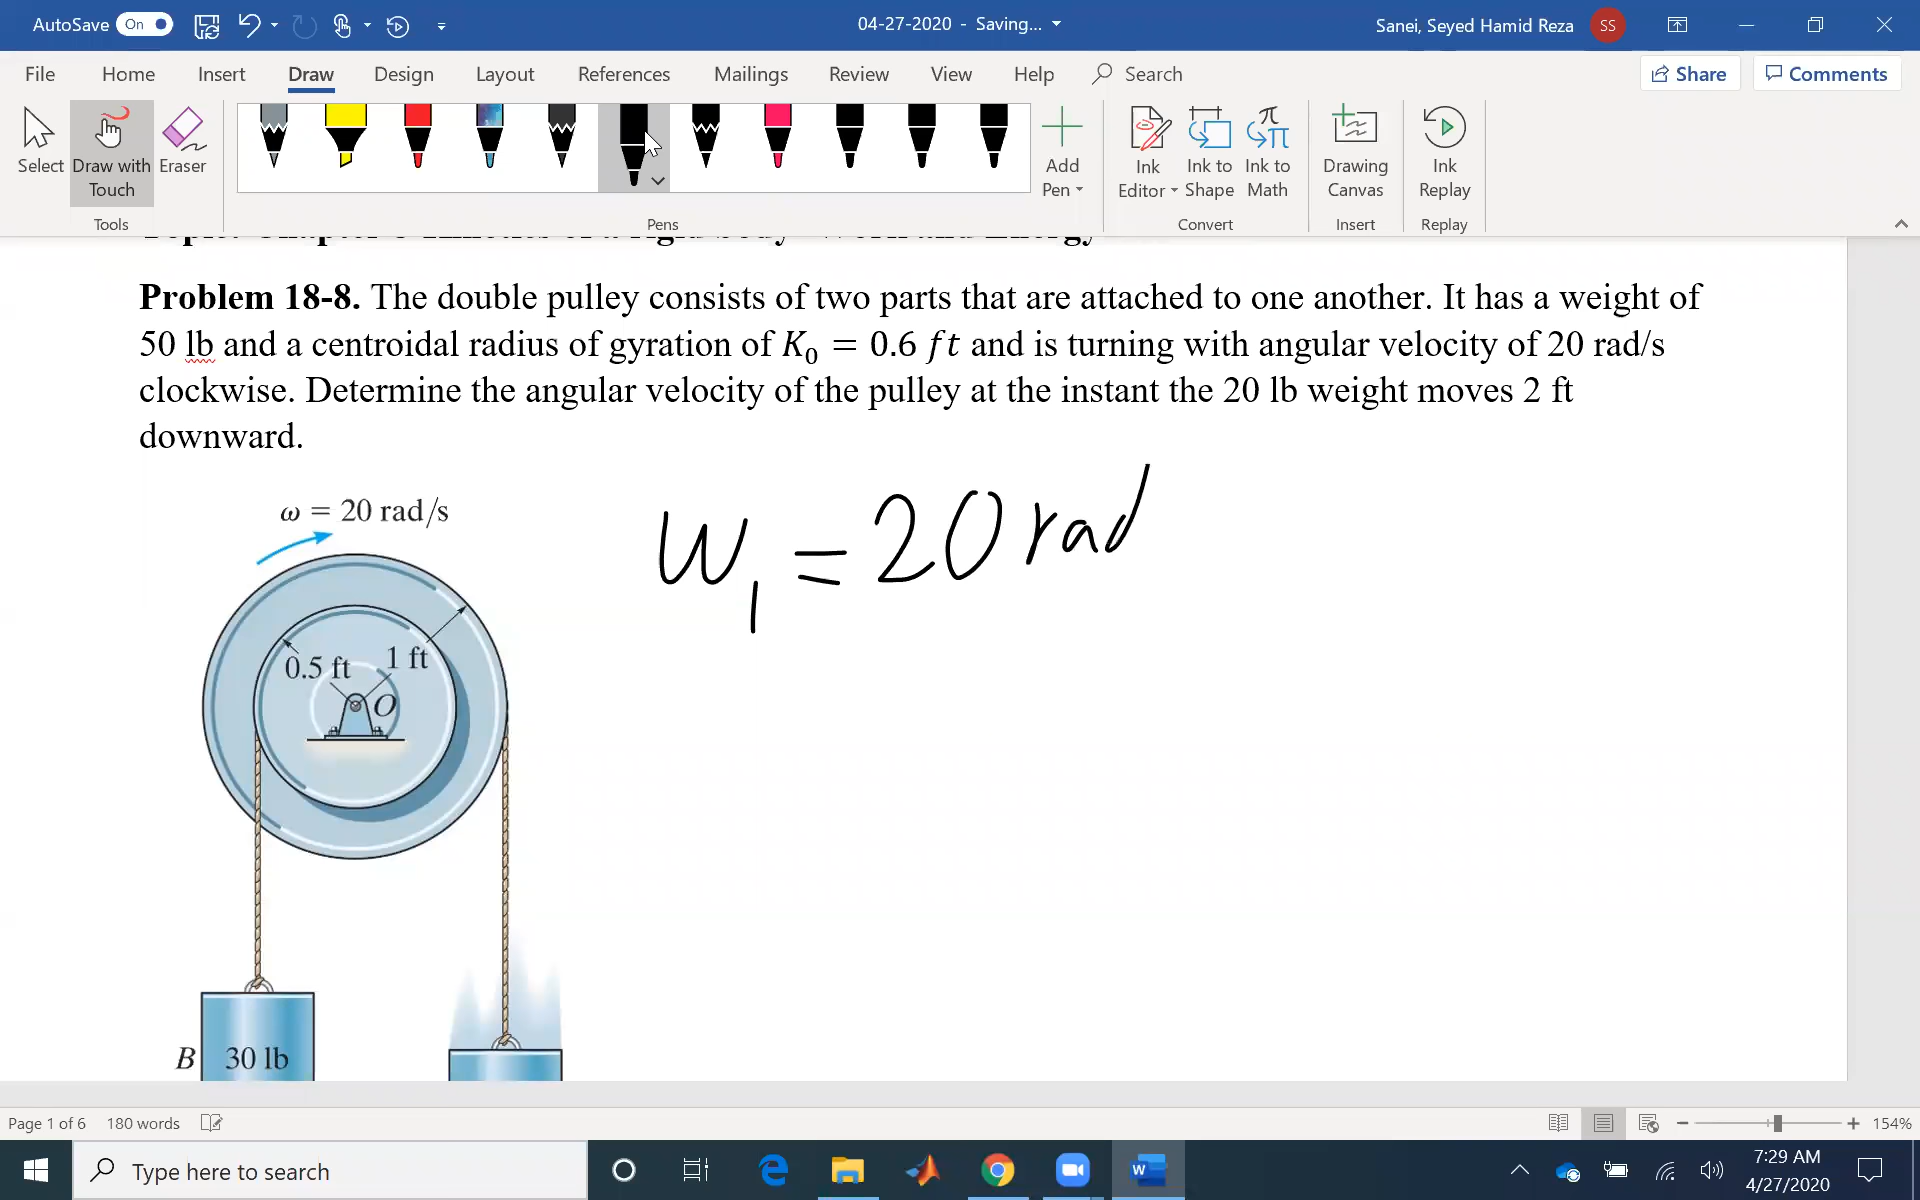 AutoSave On
04-27-2020 - Saving...
Sanei, Seyed Hamid Reza SS
File Home Insert Draw Design Layout References Mailings Review View Help Search Share Comments
Select Draw with Touch Eraser
Add Pen
Ink Editor Ink to Shape Ink to Math
Drawing Canvas
Ink Replay
Tools Pens Convert Insert Replay
Problem 18-8. The double pulley consists of two parts that are attached to one another. It has a weight of
50 lb and a centroidal radius of gyration of K₀ = 0.6 ft and is turning with angular velocity of 20 rad/s
clockwise. Determine the angular velocity of the pulley at the instant the 20 lb weight moves 2 ft
downward.
ω = 20 rad/s
W₁ = 20 rad
0.5 ft 1 ft
O
B 30 lb
Page 1 of 6 180 words 154%
Type here to search
7:29 AM
4/27/2020